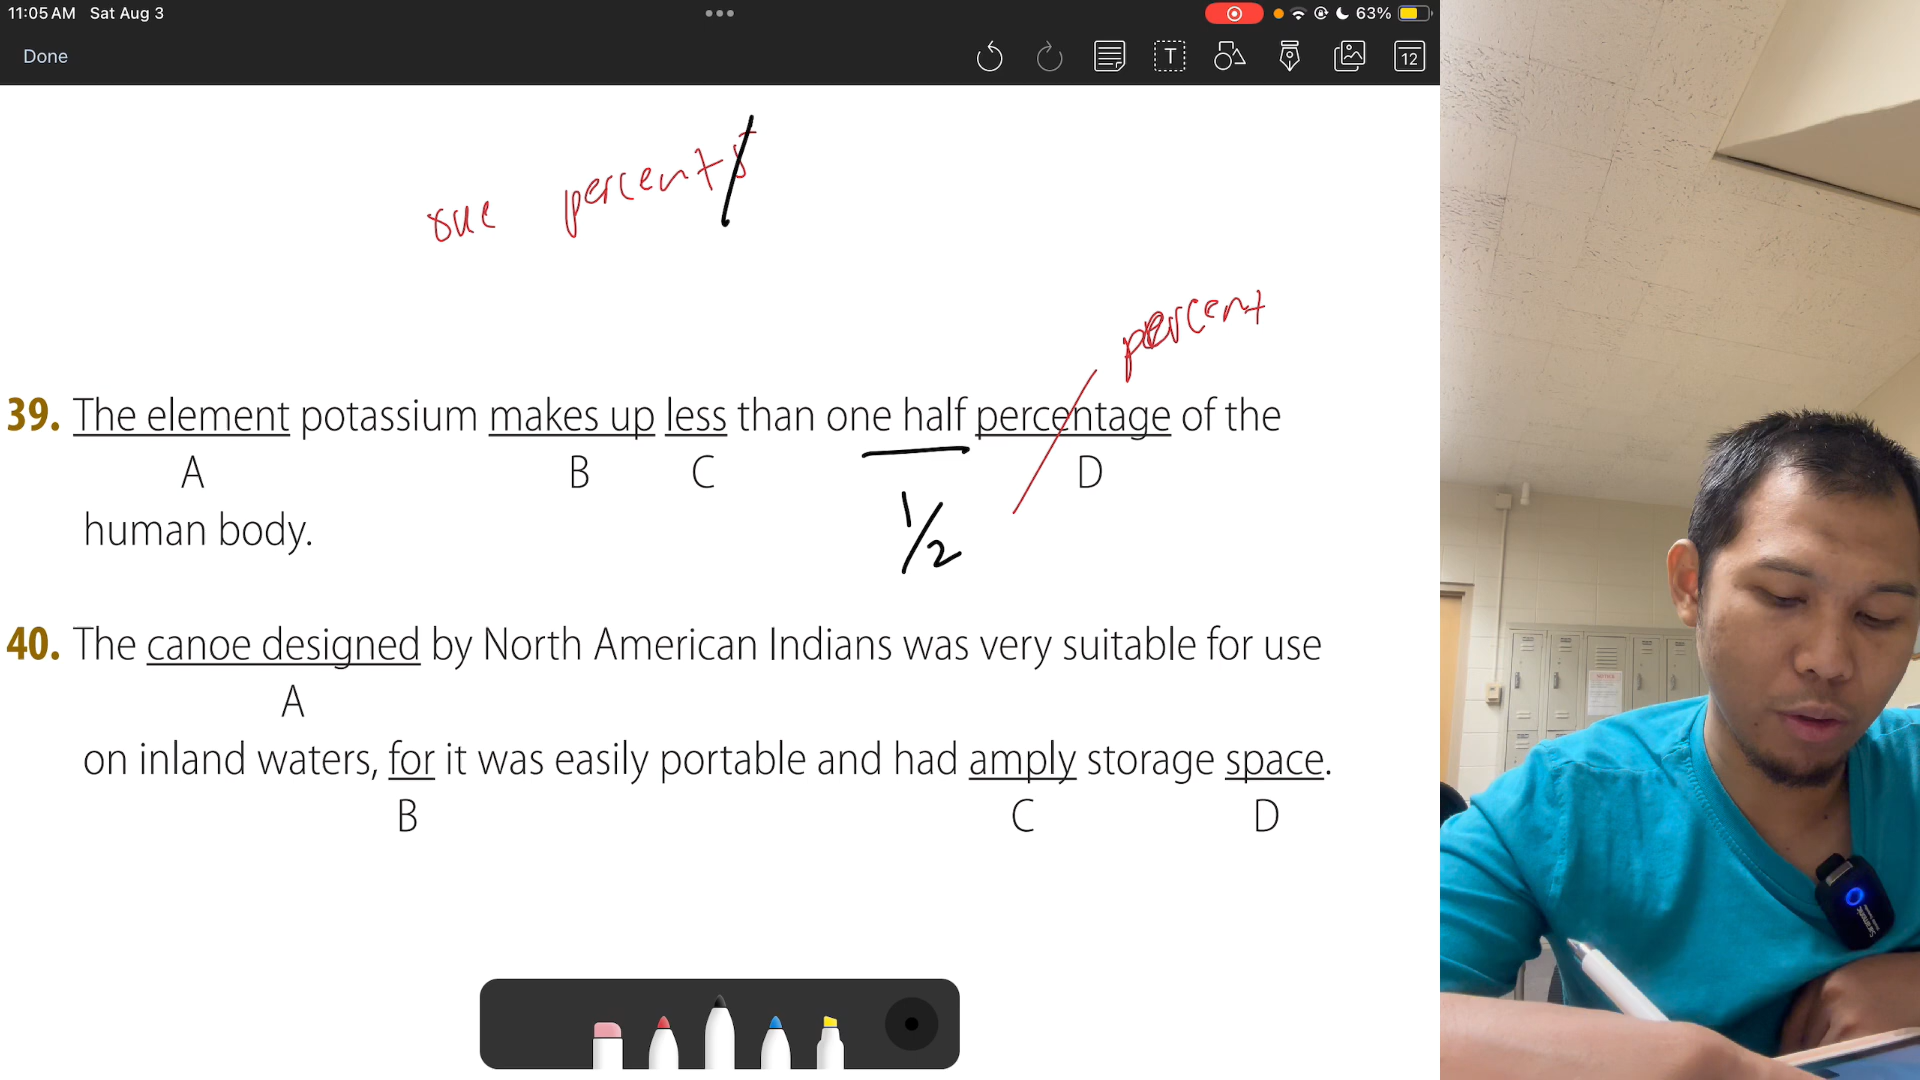 11:05 AM Sat Aug 3
63%
Done
T
12
one percents
percent
39. The element potassium makes up less than one half percentage of the
A B C D
1/2
human body.
40. The canoe designed by North American Indians was very suitable for use
A
on inland waters, for it was easily portable and had amply storage space.
B C D